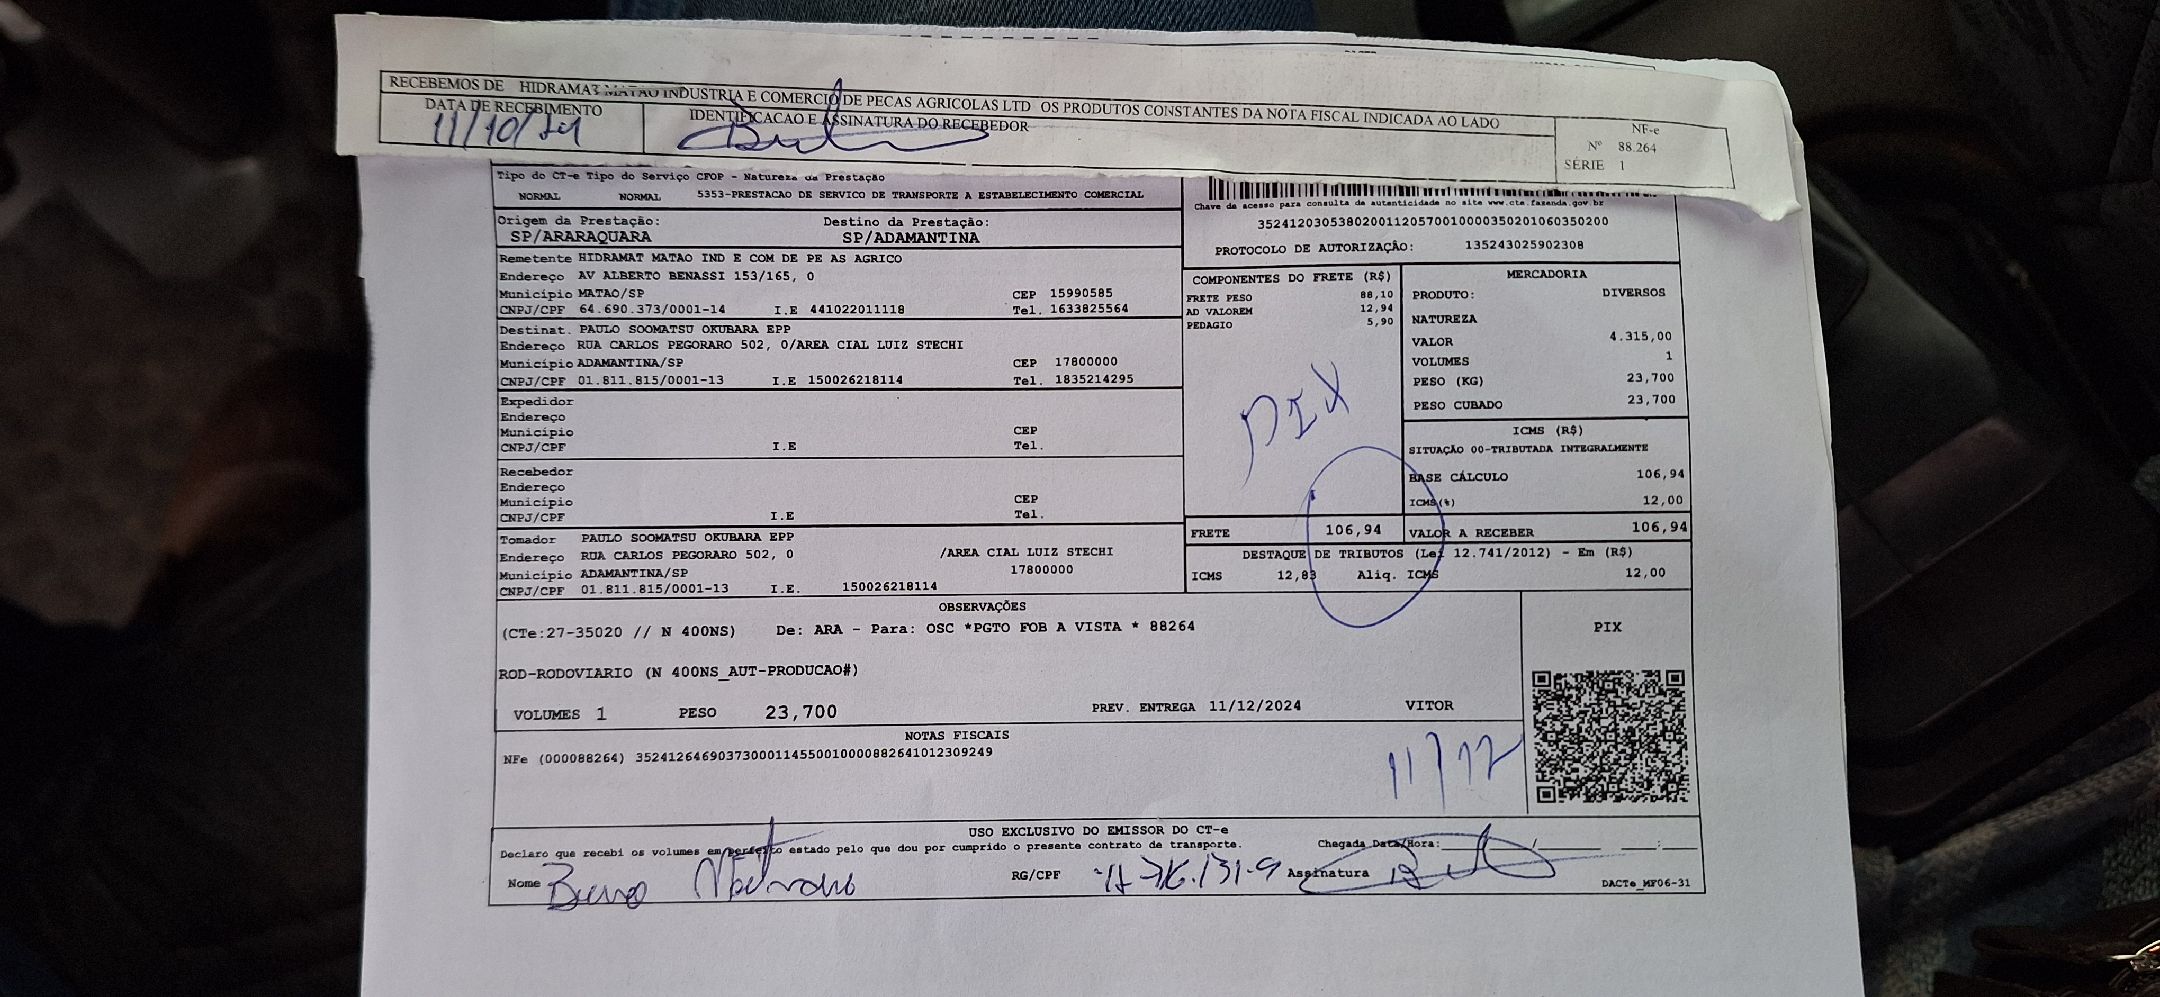 RECEBEMOS DE HIDRAMAT MATAO INDUSTRIA E COMERCIO DE PECAS AGRICOLAS LTD OS PRODUTOS CONSTANTES DA NOTA FISCAL INDICADA AO LADO
DATA DE RECEBIMENTO IDENTIFICACAO E ASSINATURA DO RECEBEDOR
11/10/24
NF-e
Nº 88.264
SÉRIE 1
Tipo do CT-e Tipo do Serviço CFOP - Natureza da Prestação
NORMAL NORMAL 5353-PRESTACAO DE SERVICO DE TRANSPORTE A ESTABELECIMENTO COMERCIAL
Origem da Prestação: Destino da Prestação:
SP/ARARAQUARA SP/ADAMANTINA
Remetente HIDRAMAT MATAO IND E COM DE PE AS AGRICO
Endereço AV ALBERTO BENASSI 153/165, 0
Município MATAO/SP CEP 15990585
CNPJ/CPF 64.690.373/0001-14 I.E 441022011118 Tel. 1633825564
Destinat. PAULO SOOMATSU OKUBARA EPP
Endereço RUA CARLOS PEGORARO 502, 0/AREA CIAL LUIZ STECHI
Município ADAMANTINA/SP CEP 17800000
CNPJ/CPF 01.811.815/0001-13 I.E 150026218114 Tel. 1835214295
Expedidor
Endereço
Município CEP
CNPJ/CPF I.E Tel.
Recebedor
Endereço
Município CEP
CNPJ/CPF I.E Tel.
Tomador PAULO SOOMATSU OKUBARA EPP
Endereço RUA CARLOS PEGORARO 502, 0 /AREA CIAL LUIZ STECHI
Município ADAMANTINA/SP 17800000
CNPJ/CPF 01.811.815/0001-13 I.E. 150026218114
Chave de acesso para consulta de autenticidade no site www.cte.fazenda.gov.br
35241203053802001120570010000350201060350200
PROTOCOLO DE AUTORIZAÇÃO: 135243025902308
COMPONENTES DO FRETE (R$)
FRETE PESO 88,10
AD VALOREM 12,94
PEDAGIO 5,90
PIX
MERCADORIA
PRODUTO: DIVERSOS
NATUREZA
VALOR 4.315,00
VOLUMES 1
PESO (KG) 23,700
PESO CUBADO 23,700
ICMS (R$)
SITUAÇÃO 00-TRIBUTADA INTEGRALMENTE
BASE CÁLCULO 106,94
ICMS(%) 12,00
FRETE 106,94 VALOR A RECEBER 106,94
DESTAQUE DE TRIBUTOS (Lei 12.741/2012) - Em (R$)
ICMS 12,83 Aliq. ICMS 12,00
OBSERVAÇÕES
(CTe:27-35020 // N 400NS) De: ARA - Para: OSC *PGTO FOB A VISTA * 88264
ROD-RODOVIARIO (N 400NS_AUT-PRODUCAO#)
VOLUMES 1 PESO 23,700 PREV. ENTREGA 11/12/2024 VITOR
PIX
NOTAS FISCAIS
NFe (000088264) 35241264690373000114550010000882641012309249
11/12
USO EXCLUSIVO DO EMISSOR DO CT-e
Declaro que recebi os volumes em perfeito estado pelo que dou por cumprido o presente contrato de transporte. Chegada Data/Hora: / :
Nome Bruno RG/CPF Assinatura
DACTe_MF06-31